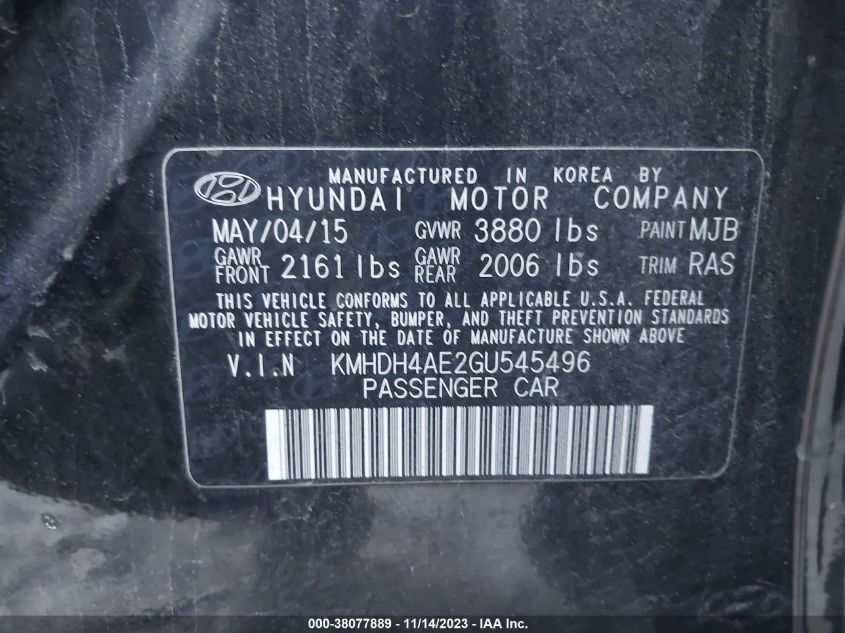 MANUFACTURED IN KOREA BY
HYUNDAI MOTOR COMPANY
MAY/04/15 GVWR 3880 lbs PAINT MJB
GAWR FRONT 2161 lbs GAWR REAR 2006 lbs TRIM RAS
THIS VEHICLE CONFORMS TO ALL APPLICABLE U.S.A. FEDERAL
MOTOR VEHICLE SAFETY, BUMPER, AND THEFT PREVENTION STANDARDS
IN EFFECT ON THE DATE OF MANUFACTURE SHOWN ABOVE
V.I.N KMHDH4AE2GU545496
PASSENGER CAR
000-38077889 - 11/14/2023 - IAA Inc.